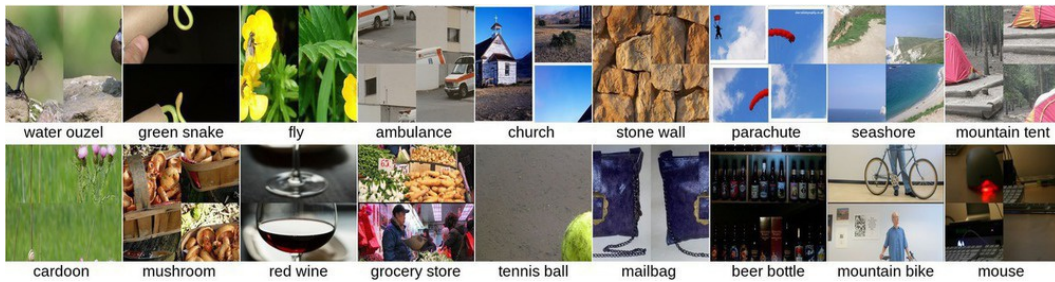 water ouzel
green snake
fly
ambulance
church
stone wall
parachute
seashore
mountain tent
cardoon
mushroom
red wine
grocery store
tennis ball
mailbag
beer bottle
mountain bike
mouse